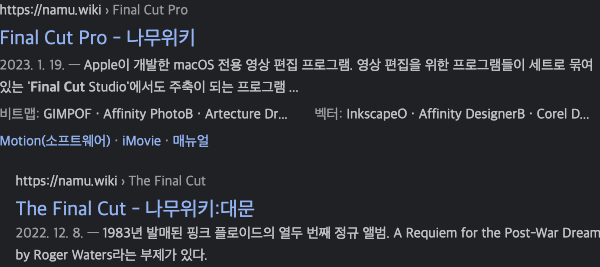 https://namu.wiki › Final Cut Pro
Final Cut Pro - 나무위키
2023. 1. 19. — Apple이 개발한 macOS 전용 영상 편집 프로그램. 영상 편집을 위한 프로그램들이 세트로 묶여
있는 'Final Cut Studio'에서도 주축이 되는 프로그램 ...
비트맵: GIMPOF · Affinity PhotoB · Artecture Dr... 벡터: InkscapeO · Affinity DesignerB · Corel D...
Motion(소프트웨어) · iMovie · 매뉴얼
https://namu.wiki › The Final Cut
The Final Cut - 나무위키:대문
2022. 12. 8. — 1983년 발매된 핑크 플로이드의 열두 번째 정규 앨범. A Requiem for the Post-War Dream
by Roger Waters라는 부제가 있다.